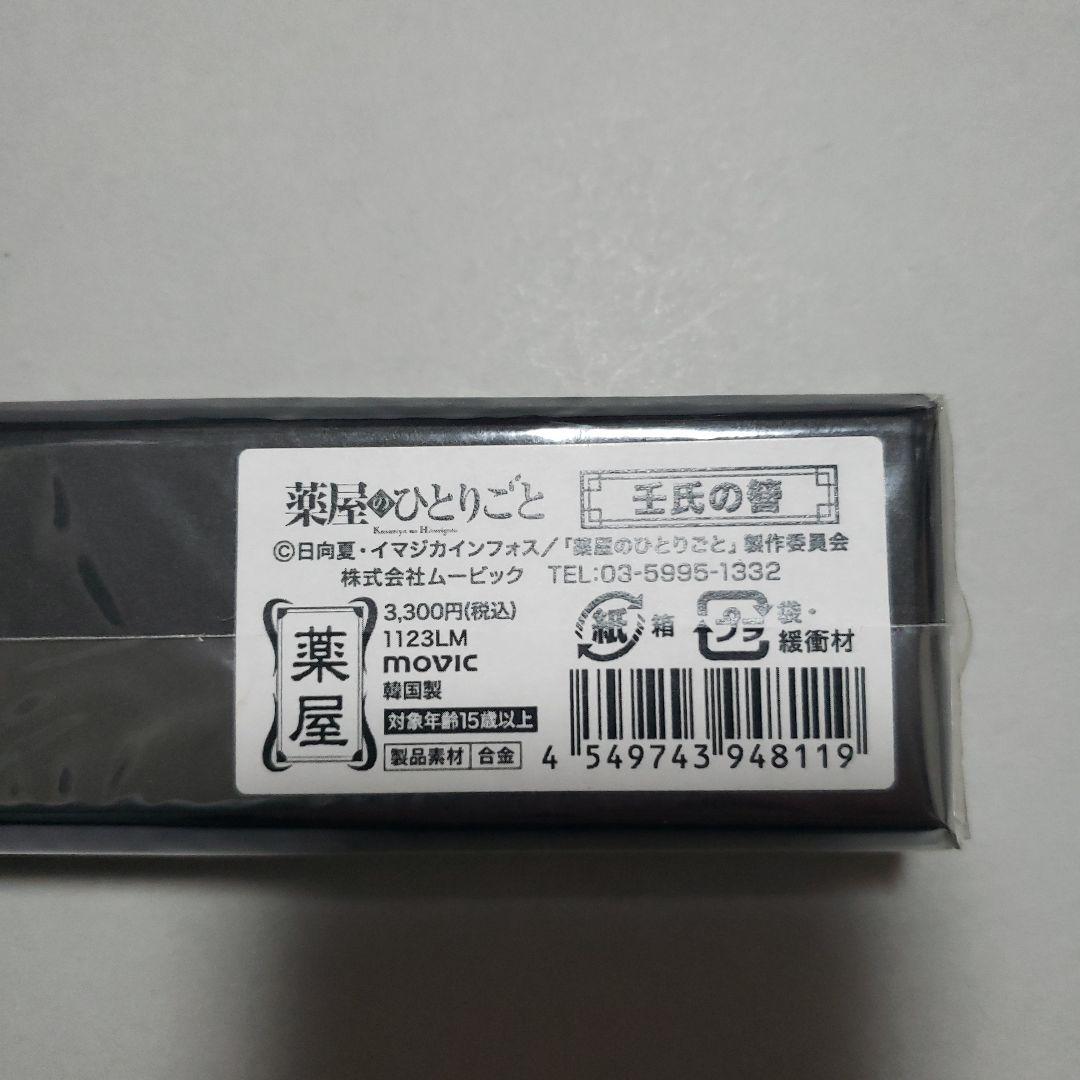 薬屋のひとりごと
Kusuriya no Hitorigoto
壬氏の簪
©日向夏・イマジカインフォス/「薬屋のひとりごと」製作委員会
株式会社ムービック TEL:03-5995-1332
薬屋
3,300円(税込)
1123LM
movic
韓国製
対象年齢15歳以上
製品素材 合金
紙 箱
プラ 袋・
緩衝材
4 549743 948119